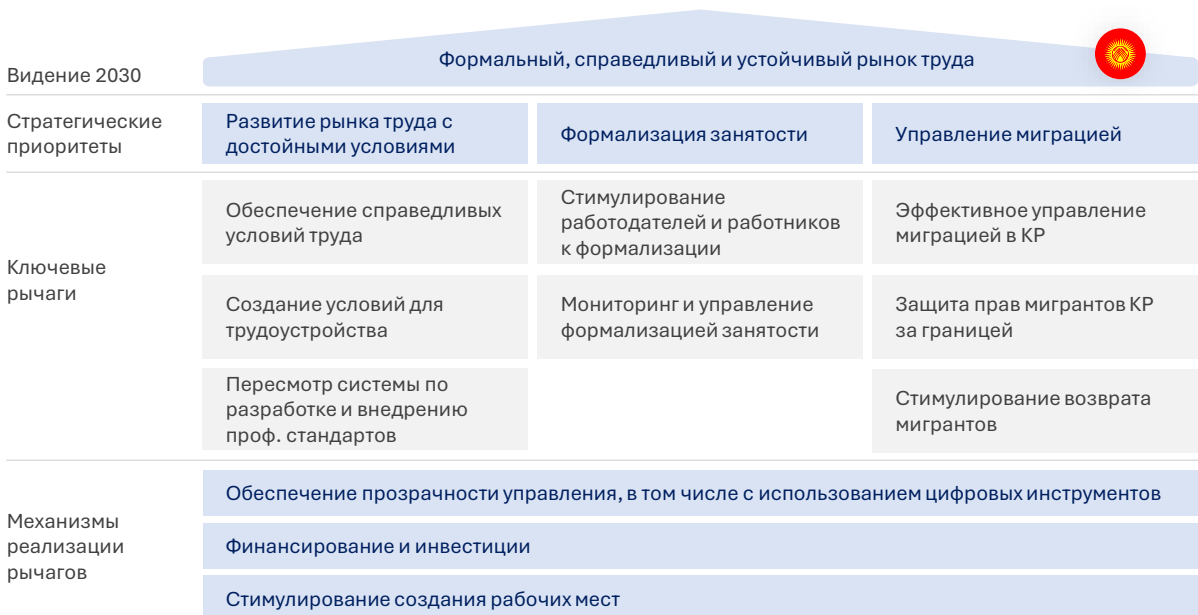 Видение 2030
Формальный, справедливый и устойчивый рынок труда
Стратегические
приоритеты
Развитие рынка труда с
достойными условиями
Формализация занятости
Управление миграцией
Ключевые
рычаги
Обеспечение справедливых
условий труда
Стимулирование
работодателей и работников
к формализации
Эффективное управление
миграцией в КР
Создание условий для
трудоустройства
Мониторинг и управление
формализацией занятости
Защита прав мигрантов КР
за границей
Пересмотр системы по
разработке и внедрению
проф. стандартов
Стимулирование возврата
мигрантов
Механизмы
реализации
рычагов
Обеспечение прозрачности управления, в том числе с использованием цифровых инструментов
Финансирование и инвестиции
Стимулирование создания рабочих мест